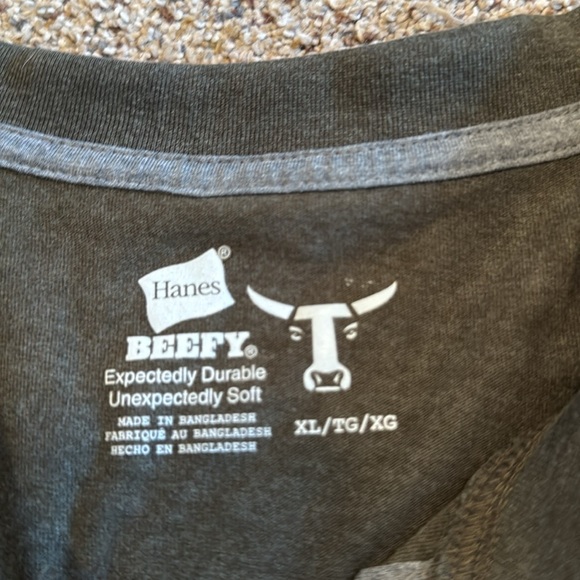 Hanes®
BEEFY®
Expectedly Durable
Unexpectedly Soft
MADE IN BANGLADESH
FABRIQUÉ AU BANGLADESH
HECHO EN BANGLADESH
XL/TG/XG